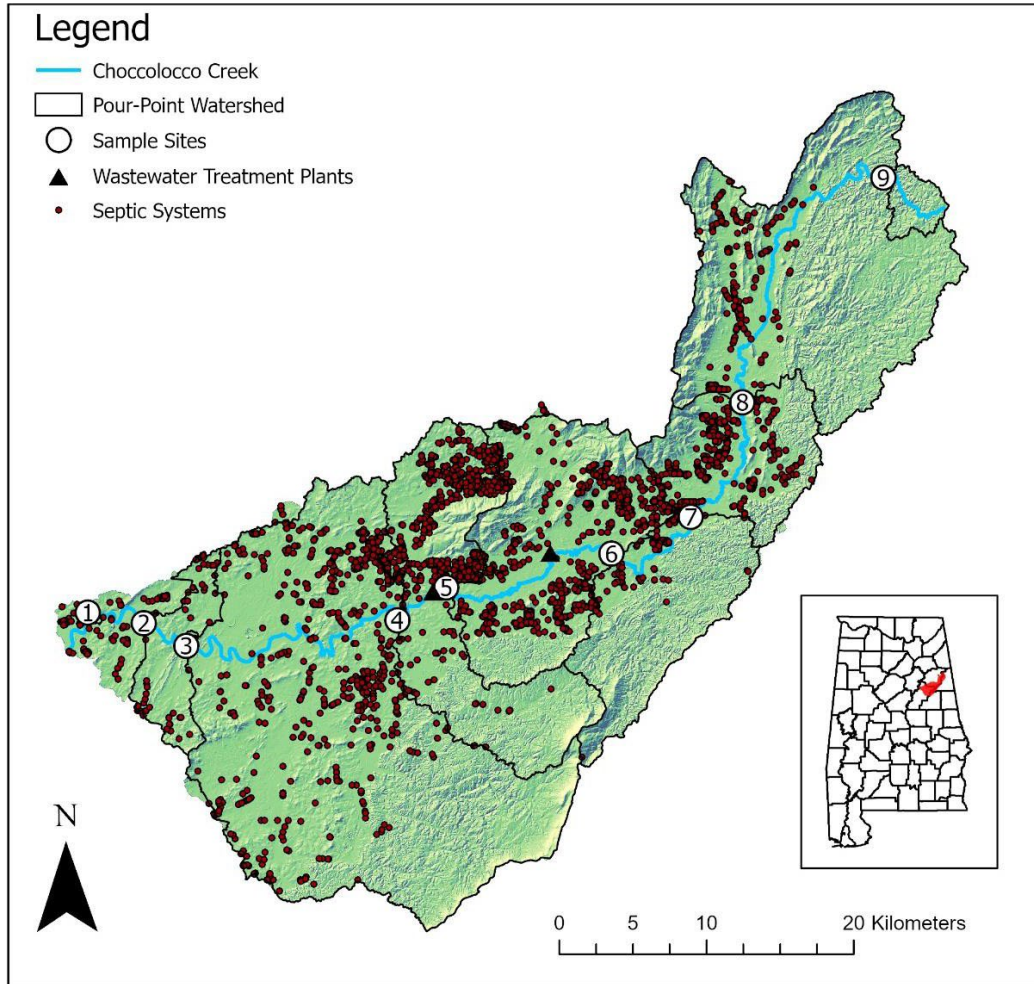 Legend
Choccolocco Creek
Pour-Point Watershed
Sample Sites
Wastewater Treatment Plants
Septic Systems
9
8
7
6
5
4
3
2
1
N
0 5 10 20 Kilometers